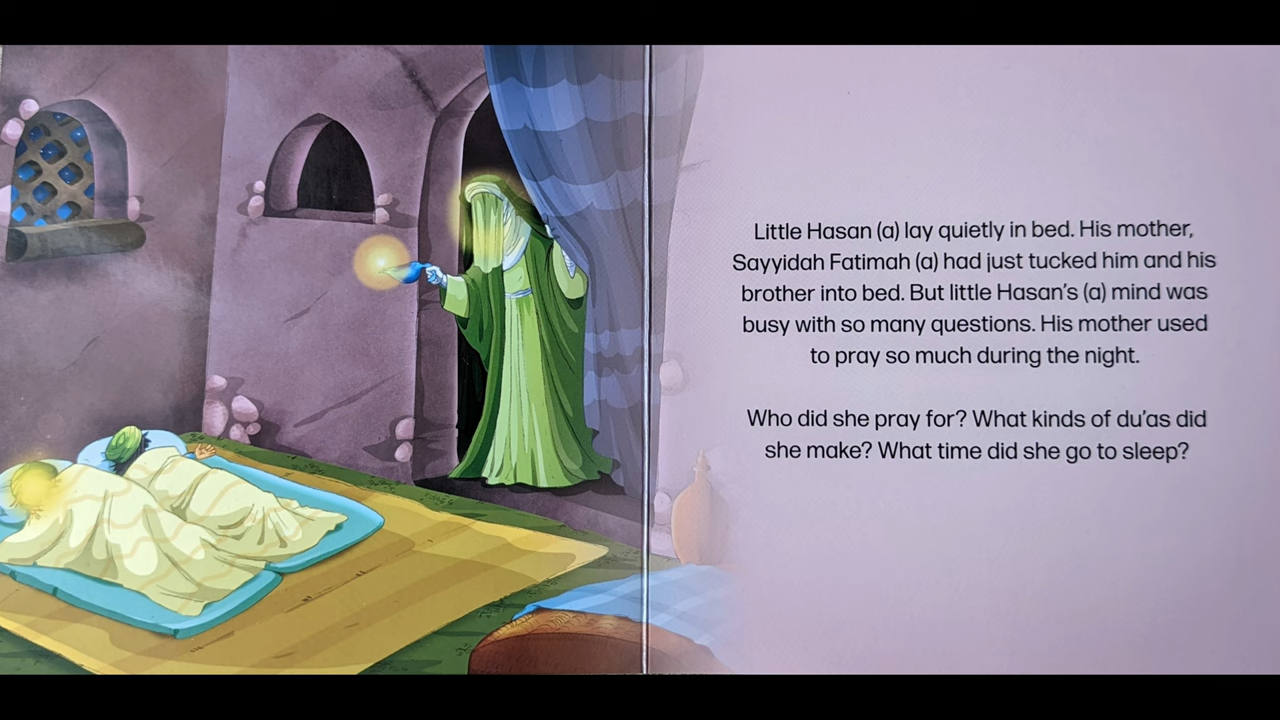 Little Hasan (a) lay quietly in bed. His mother,
Sayyidah Fatimah (a) had just tucked him and his
brother into bed. But little Hasan's (a) mind was
busy with so many questions. His mother used
to pray so much during the night.
Who did she pray for? What kinds of du'as did
she make? What time did she go to sleep?